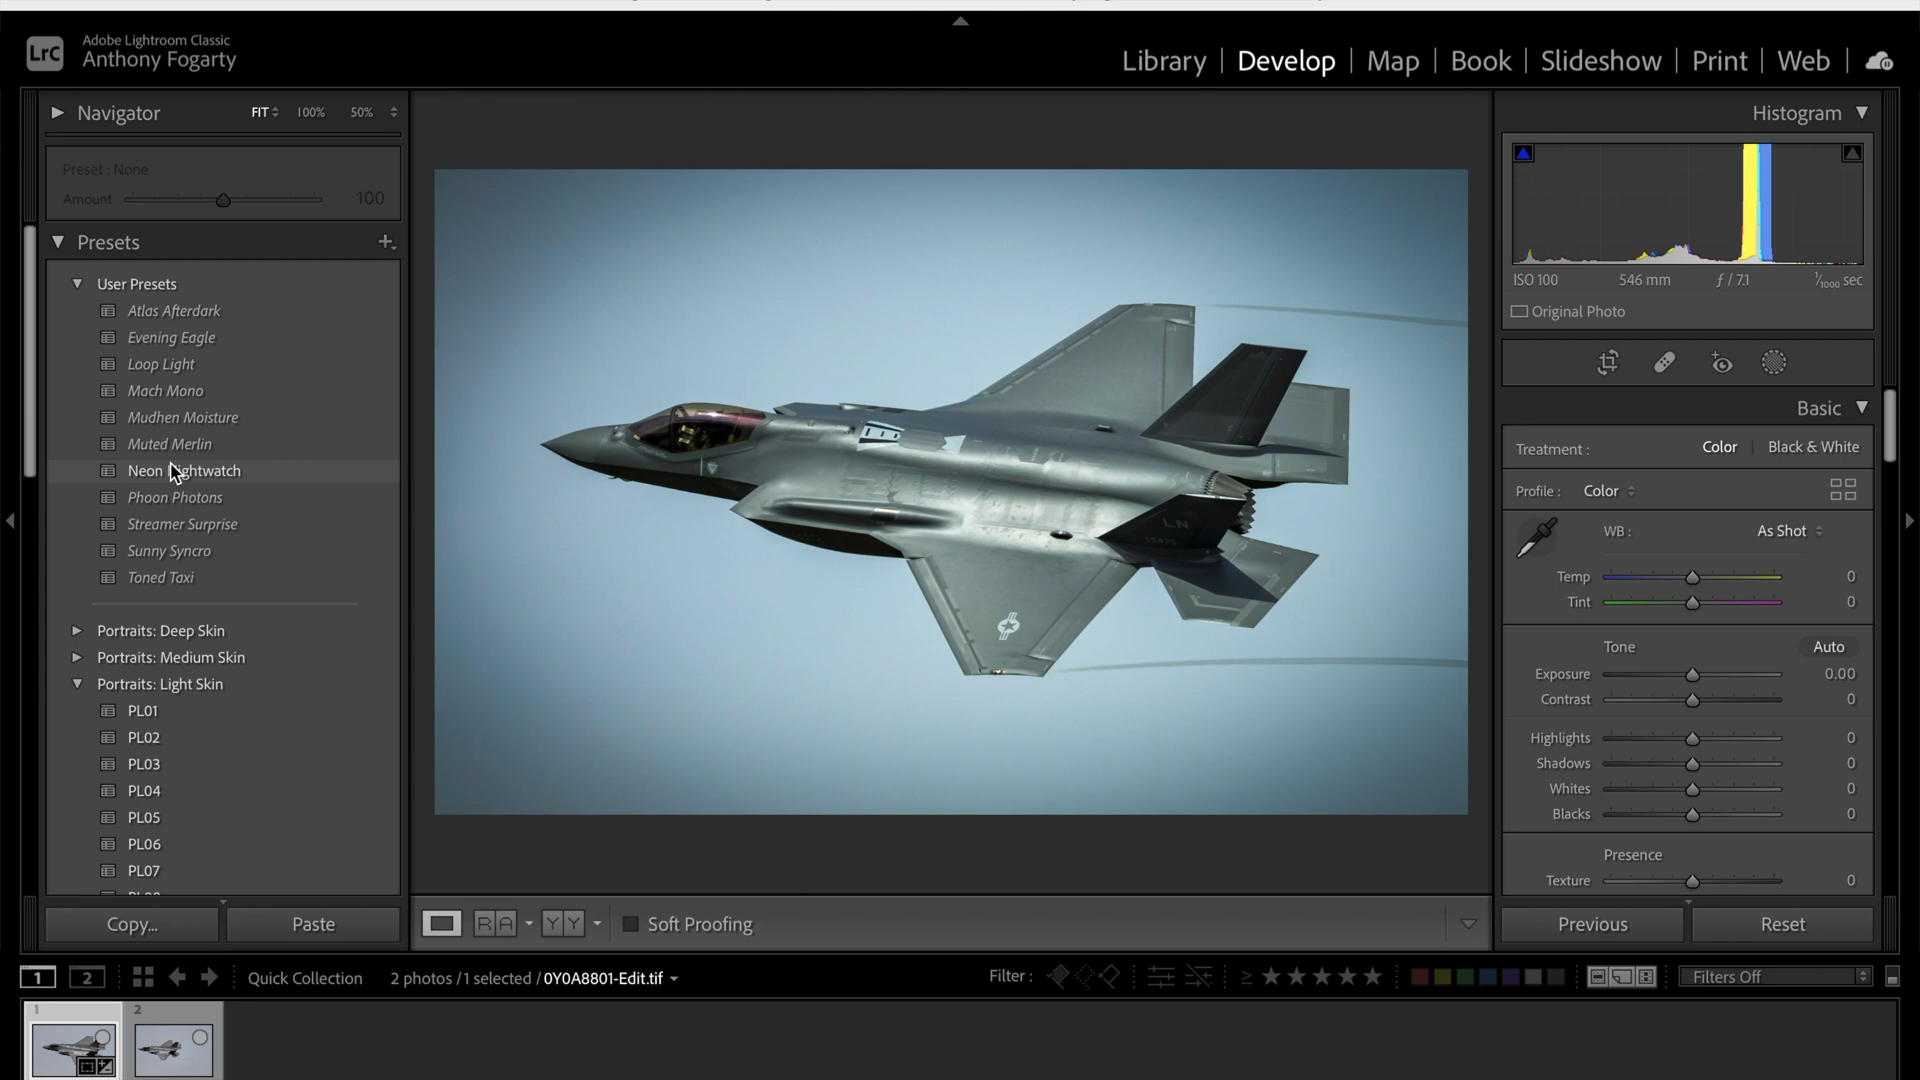 LrC
Adobe Lightroom Classic
Anthony Fogarty
Library | Develop | Map | Book | Slideshow | Print | Web
Navigator FIT 100% 50%
Preset : None
Amount 100
Presets
User Presets
Atlas Afterdark
Evening Eagle
Loop Light
Mach Mono
Mudhen Moisture
Muted Merlin
Neon Nightwatch
Phoon Photons
Streamer Surprise
Sunny Syncro
Toned Taxi
Portraits: Deep Skin
Portraits: Medium Skin
Portraits: Light Skin
PL01
PL02
PL03
PL04
PL05
PL06
PL07
Copy...
Paste
LN
R A
Y Y
Soft Proofing
Histogram
ISO 100 546 mm ƒ / 7.1 1/1000 sec
Original Photo
Basic
Treatment : Color | Black & White
Profile : Color
WB : As Shot
Temp 0
Tint 0
Tone Auto
Exposure 0.00
Contrast 0
Highlights 0
Shadows 0
Whites 0
Blacks 0
Presence
Texture 0
Previous
Reset
1 2 Quick Collection 2 photos / 1 selected / 0Y0A8801-Edit.tif Filter : ≥ ★★★★★ Filters Off
1
2